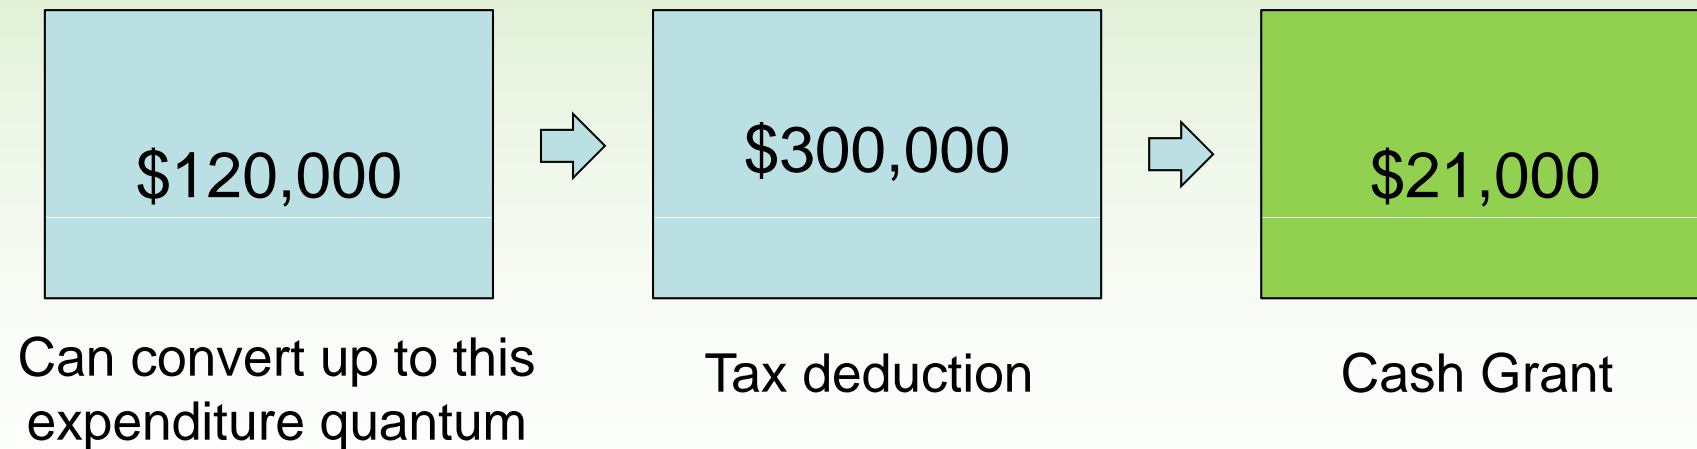 $120,000
$300,000
$21,000
Can convert up to this
expenditure quantum
Tax deduction
Cash Grant